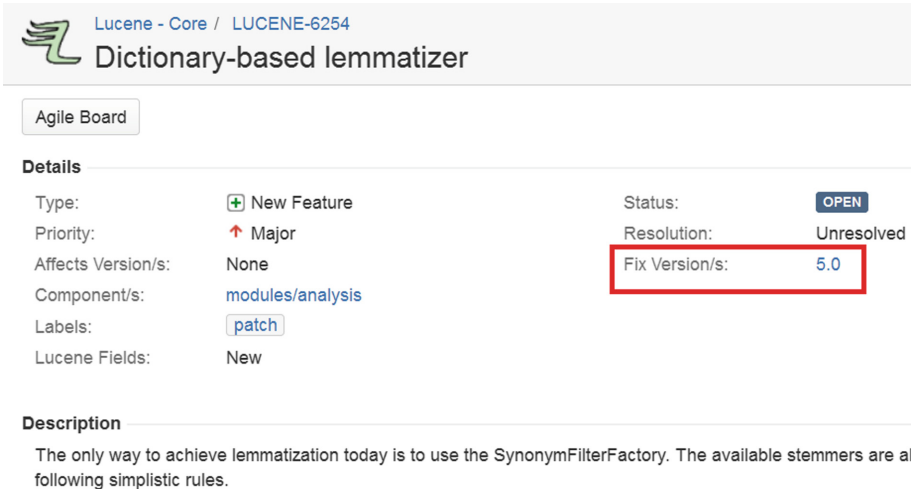 Lucene - Core / LUCENE-6254
Dictionary-based lemmatizer
Agile Board
Details
Type: New Feature Status: OPEN
Priority: Major Resolution: Unresolved
Affects Version/s: None Fix Version/s: 5.0
Component/s: modules/analysis
Labels: patch
Lucene Fields: New
Description
The only way to achieve lemmatization today is to use the SynonymFilterFactory. The available stemmers are
following simplistic rules.